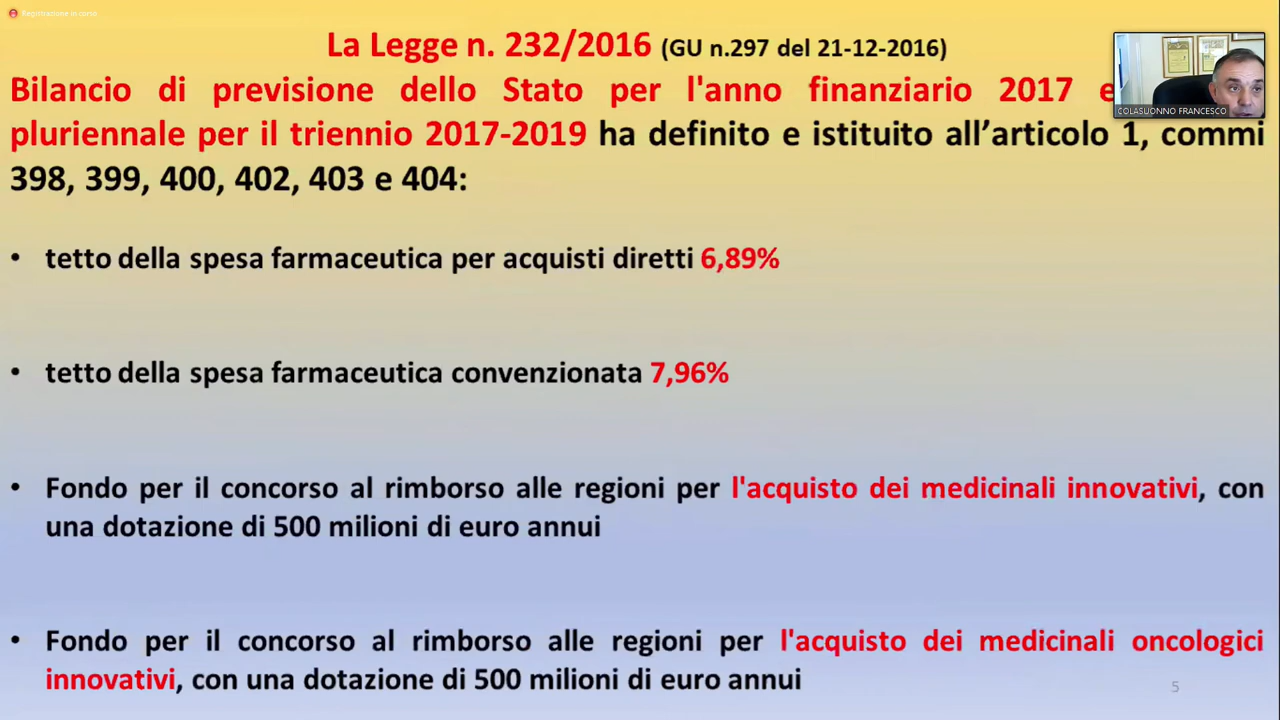 Registrazione in corso
La Legge n. 232/2016 (GU n.297 del 21-12-2016)
Bilancio di previsione dello Stato per l'anno finanziario 2017 e
pluriennale per il triennio 2017-2019 ha definito e istituito all’articolo 1, commi
398, 399, 400, 402, 403 e 404:
• tetto della spesa farmaceutica per acquisti diretti 6,89%
• tetto della spesa farmaceutica convenzionata 7,96%
• Fondo per il concorso al rimborso alle regioni per l'acquisto dei medicinali innovativi, con
una dotazione di 500 milioni di euro annui
• Fondo per il concorso al rimborso alle regioni per l'acquisto dei medicinali oncologici
innovativi, con una dotazione di 500 milioni di euro annui
COLASUONNO FRANCESCO
5